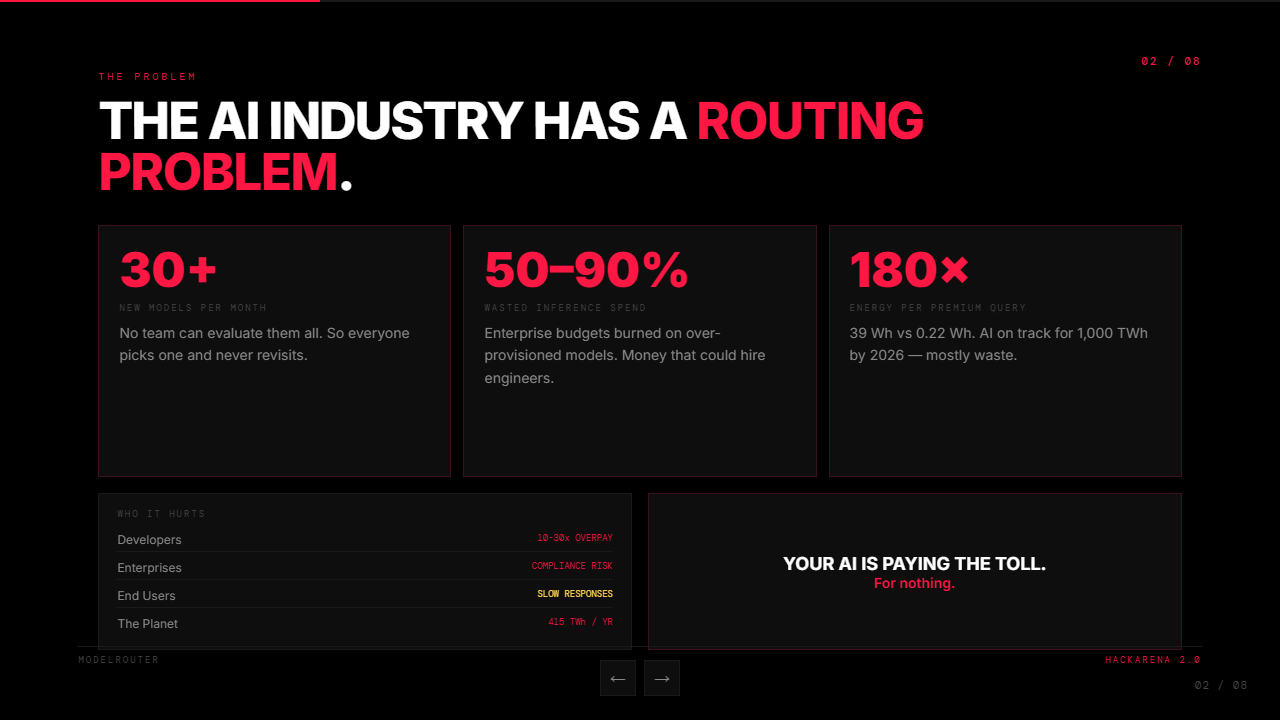 02 / 08
THE PROBLEM
THE AI INDUSTRY HAS A ROUTING
PROBLEM.
30+
NEW MODELS PER MONTH
No team can evaluate them all. So everyone
picks one and never revisits.
50–90%
WASTED INFERENCE SPEND
Enterprise budgets burned on over-
provisioned models. Money that could hire
engineers.
180×
ENERGY PER PREMIUM QUERY
39 Wh vs 0.22 Wh. AI on track for 1,000 TWh
by 2026 — mostly waste.
WHO IT HURTS
Developers 10-30x OVERPAY
Enterprises COMPLIANCE RISK
End Users SLOW RESPONSES
The Planet 415 TWh / YR
YOUR AI IS PAYING THE TOLL.
For nothing.
MODELROUTER
← →
HACKARENA 2.0
02 / 08